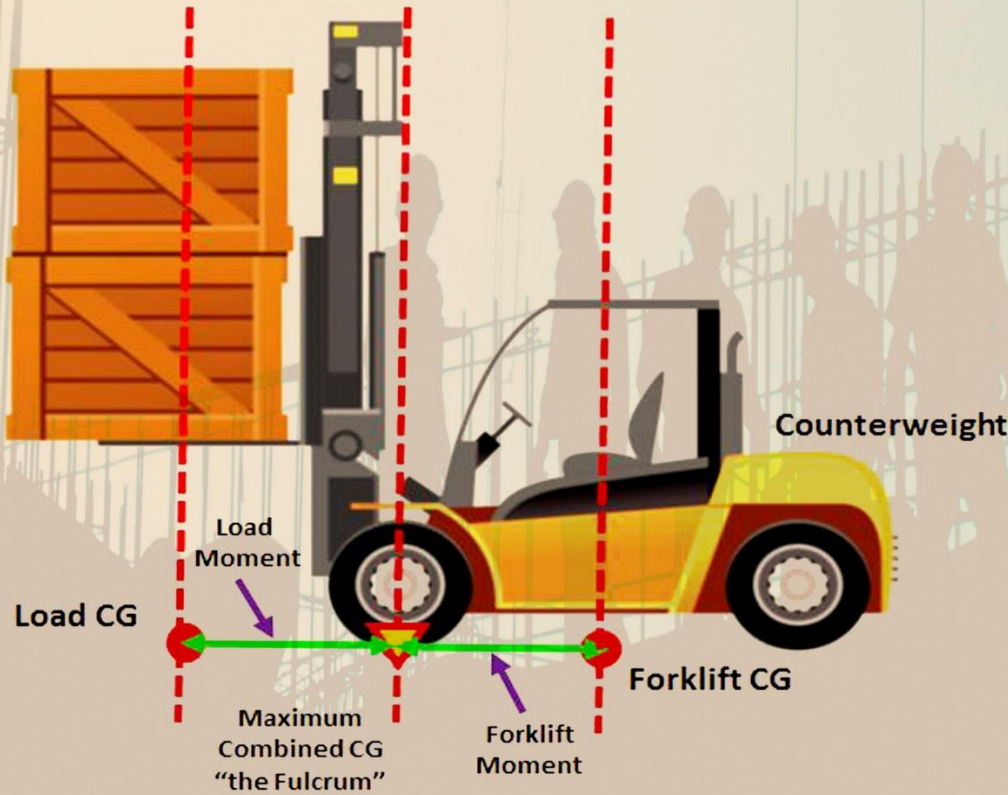 Counterweight
Load
Moment
Load CG
Forklift CG
Maximum
Combined CG
“the Fulcrum”
Forklift
Moment